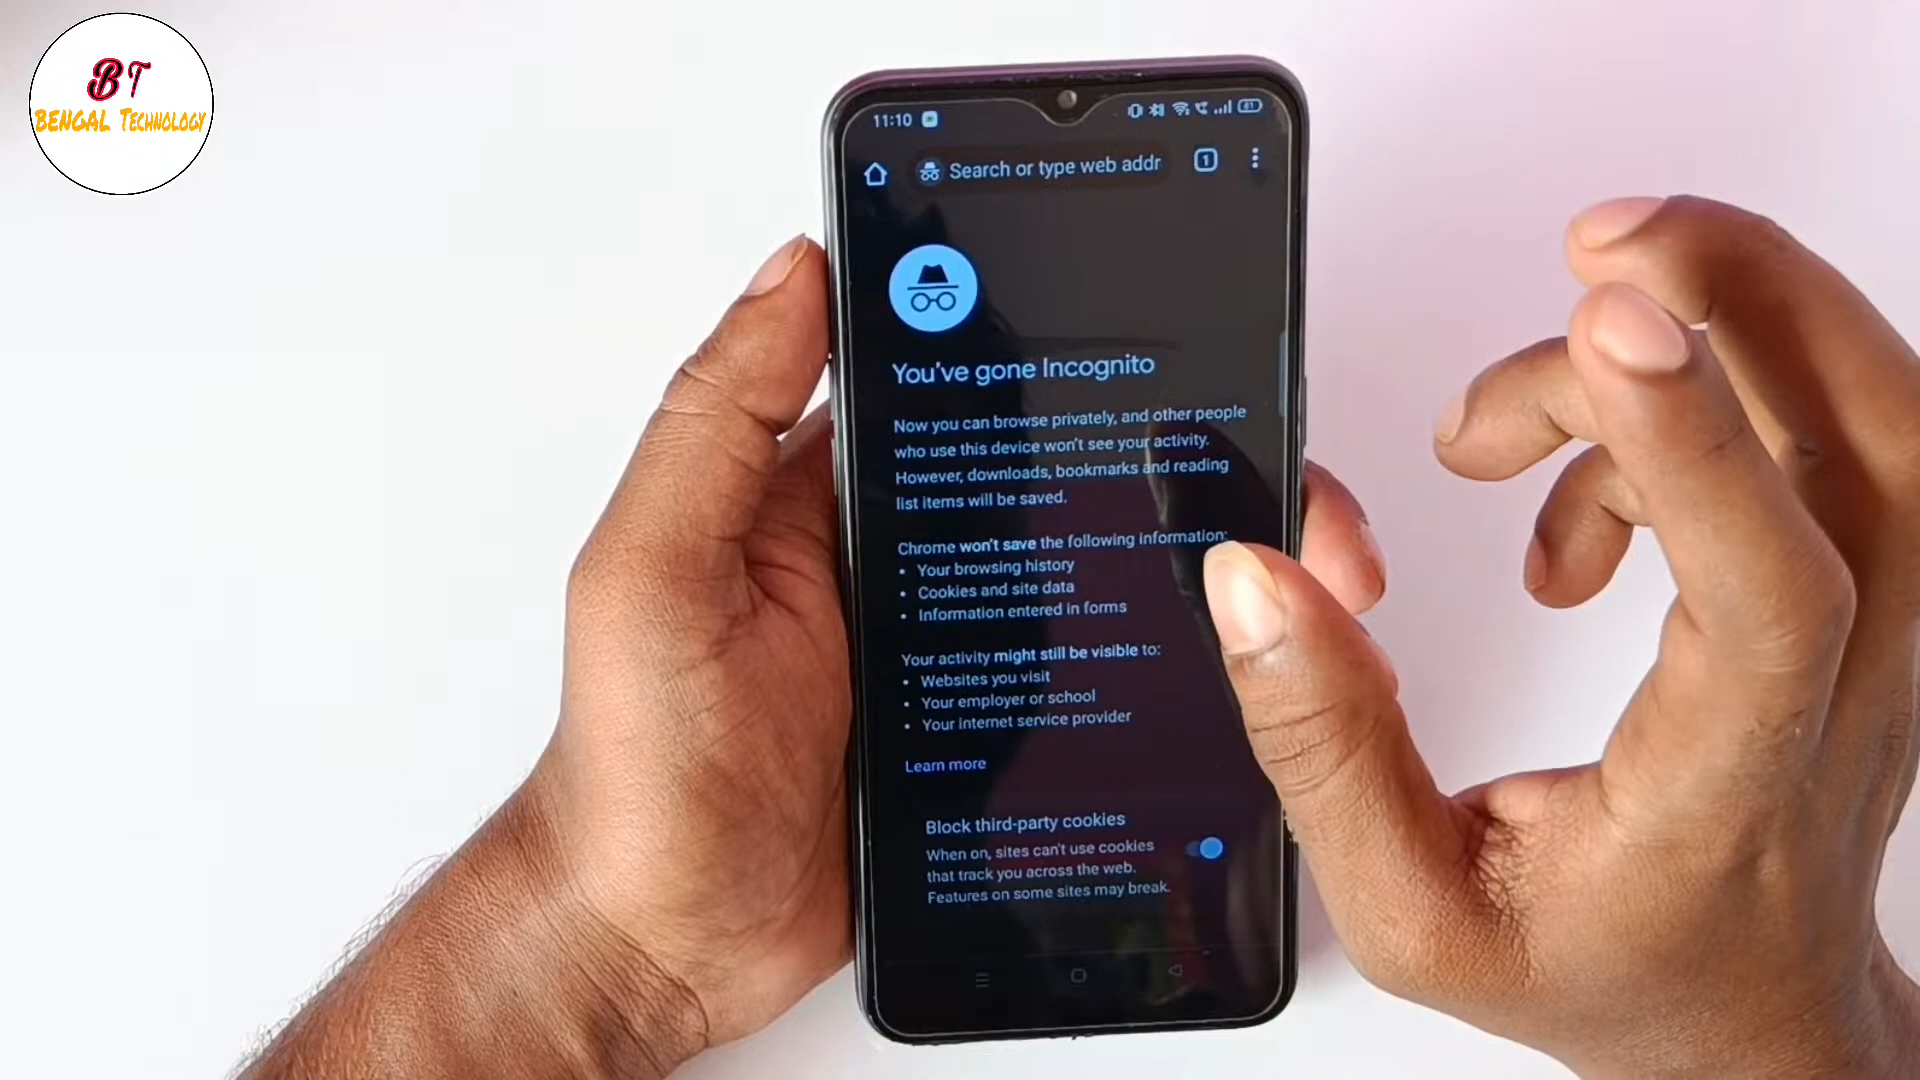 BT
BENGAL Technology
11:10
81
Search or type web addr
1
You've gone Incognito
Now you can browse privately, and other people
who use this device won't see your activity.
However, downloads, bookmarks and reading
list items will be saved.
Chrome won't save the following information:
• Your browsing history
• Cookies and site data
• Information entered in forms
Your activity might still be visible to:
• Websites you visit
• Your employer or school
• Your internet service provider
Learn more
Block third-party cookies
When on, sites can't use cookies
that track you across the web.
Features on some sites may break.